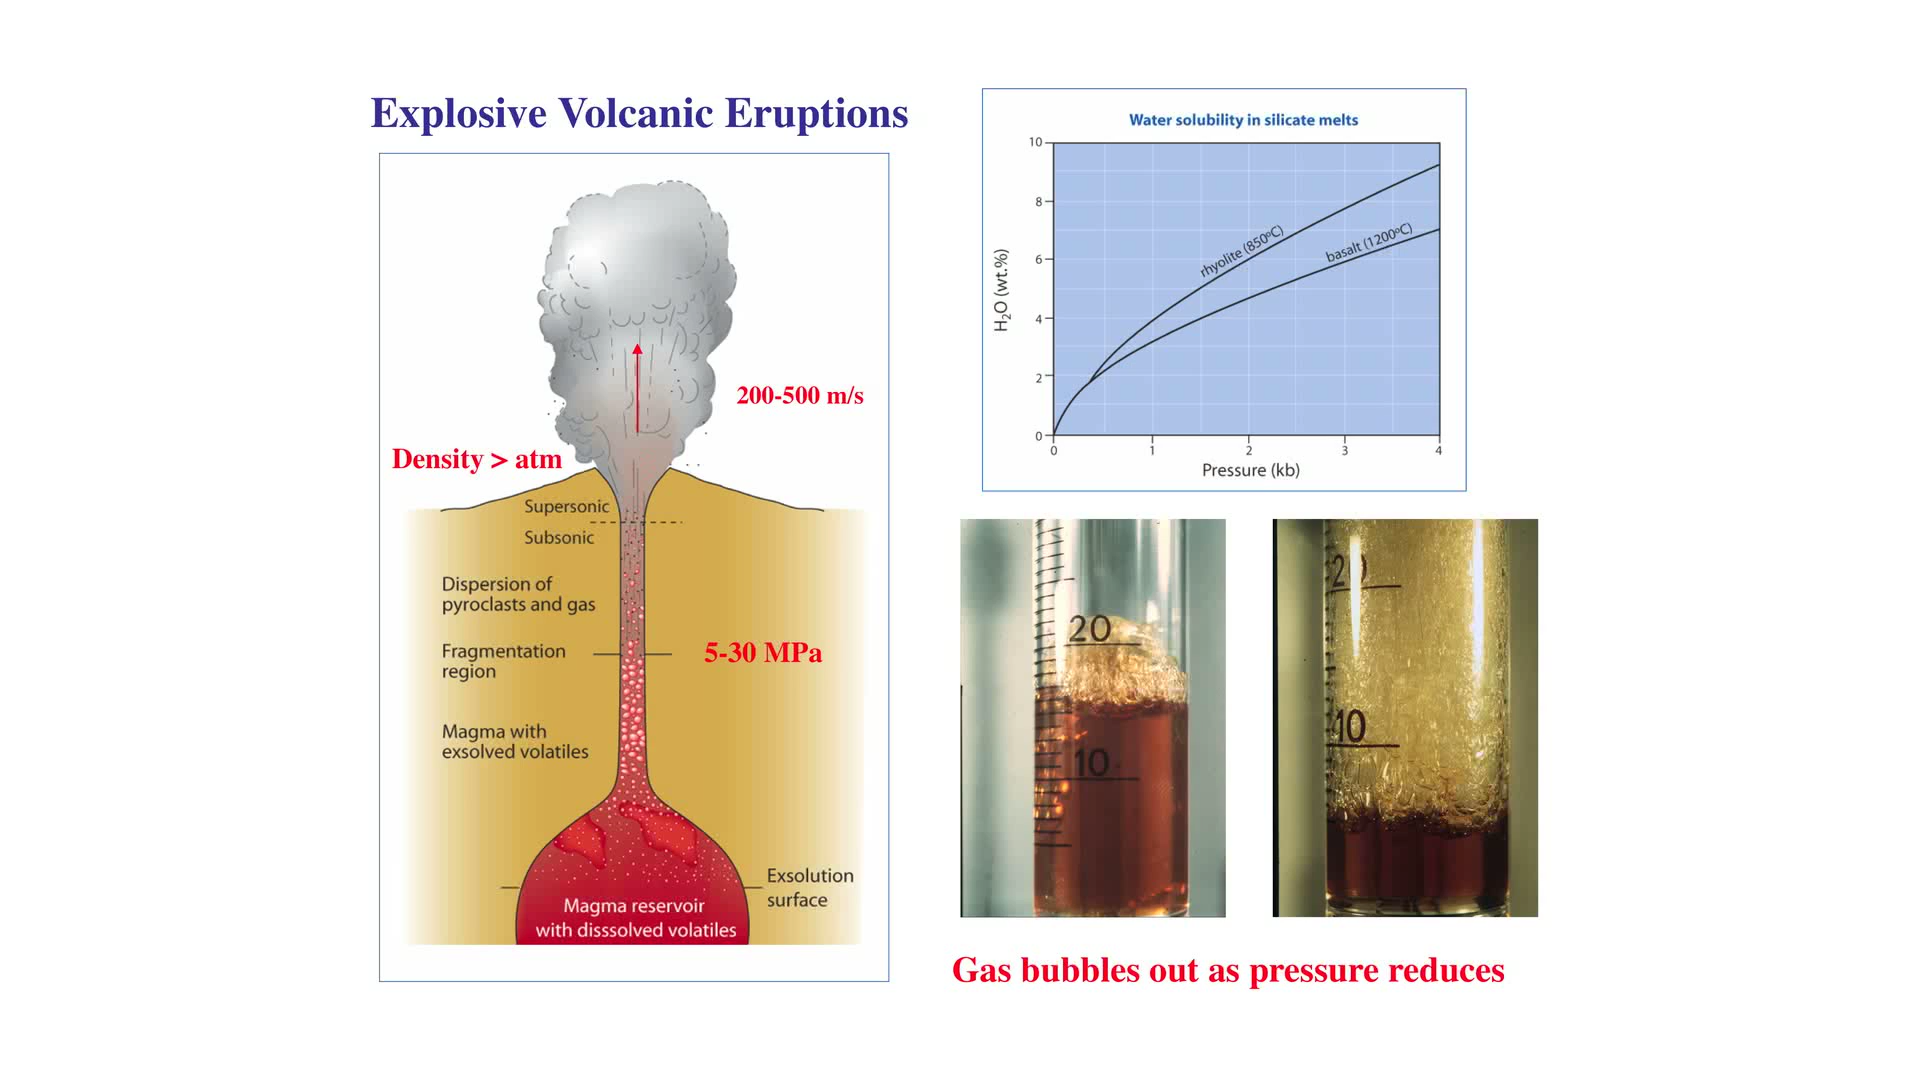 Explosive Volcanic Eruptions
200-500 m/s
Density > atm
Supersonic
Subsonic
Dispersion of
pyroclasts and gas
Fragmentation
region
5-30 MPa
Magma with
exsolved volatiles
Exsolution
surface
Magma reservoir
with disssolved volatiles
Water solubility in silicate melts
10
8
6
4
2
0
H₂O (wt.%)
rhyolite (850ºC)
basalt (1200ºC)
0 1 2 3 4
Pressure (kb)
20
10
20
10
Gas bubbles out as pressure reduces